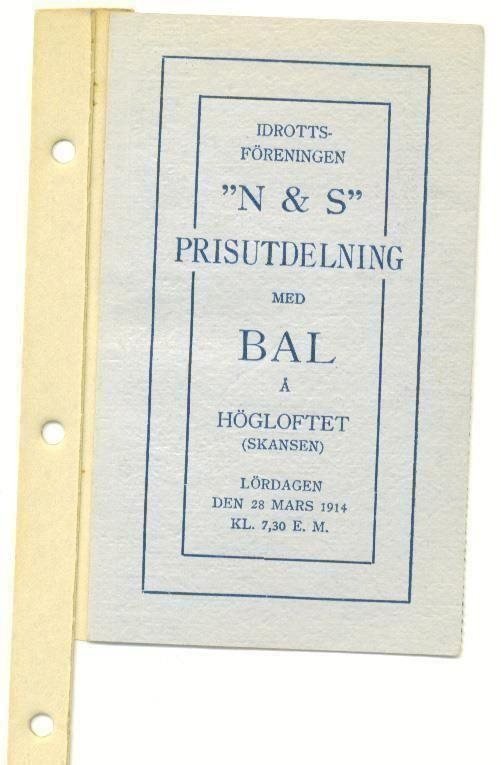 IDROTTS-
FÖRENINGEN
”N & S”
PRISUTDELNING
MED
BAL
Å
HÖGLOFTET
(SKANSEN)
LÖRDAGEN
DEN 28 MARS 1914
KL. 7,30 E. M.